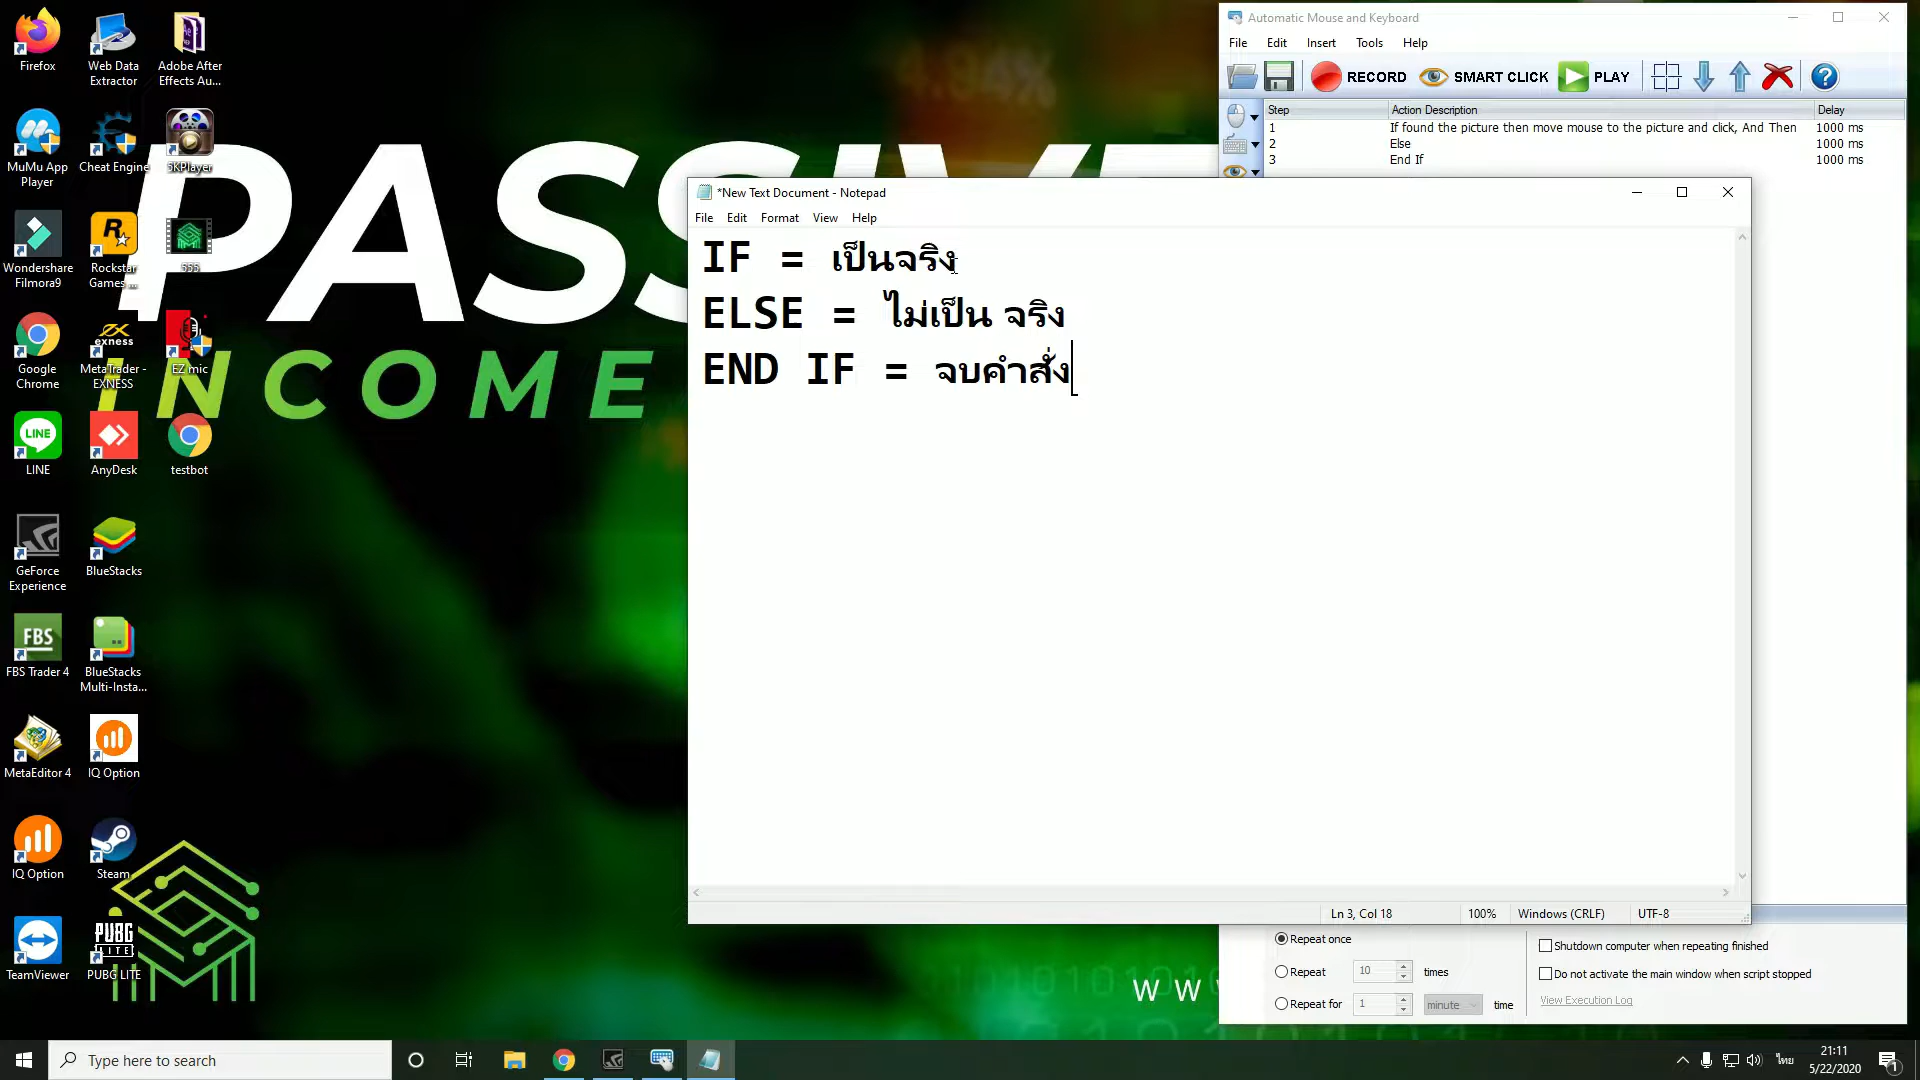 Firefox
Web Data Extractor
Adobe After Effects Au...
MuMu App Player
Cheat Engine
5KPlayer
Wondershare Filmora9
Rockstar Games ...
555
Google Chrome
MetaTrader - EXNESS
EZ mic
LINE
AnyDesk
testbot
GeForce Experience
BlueStacks
FBS Trader 4
BlueStacks Multi-Insta...
MetaEditor 4
IQ Option
IQ Option
Steam
TeamViewer
PUBG LITE
4.84%
PASSIVE
INCOME
W W
Automatic Mouse and Keyboard
File Edit Insert Tools Help
RECORD SMART CLICK PLAY
Step Action Description Delay
1 If found the picture then move mouse to the picture and click, And Then 1000 ms
2 Else 1000 ms
3 End If 1000 ms
*New Text Document - Notepad
File Edit Format View Help
IF = เป็นจริง
ELSE = ไม่เป็น จริง
END IF = จบคำสั่ง
Ln 3, Col 18 100% Windows (CRLF) UTF-8
Repeat once
Repeat 10 times
Repeat for 1 minute time
Shutdown computer when repeating finished
Do not activate the main window when script stopped
View Execution Log
Type here to search
ไทย
21:11
5/22/2020